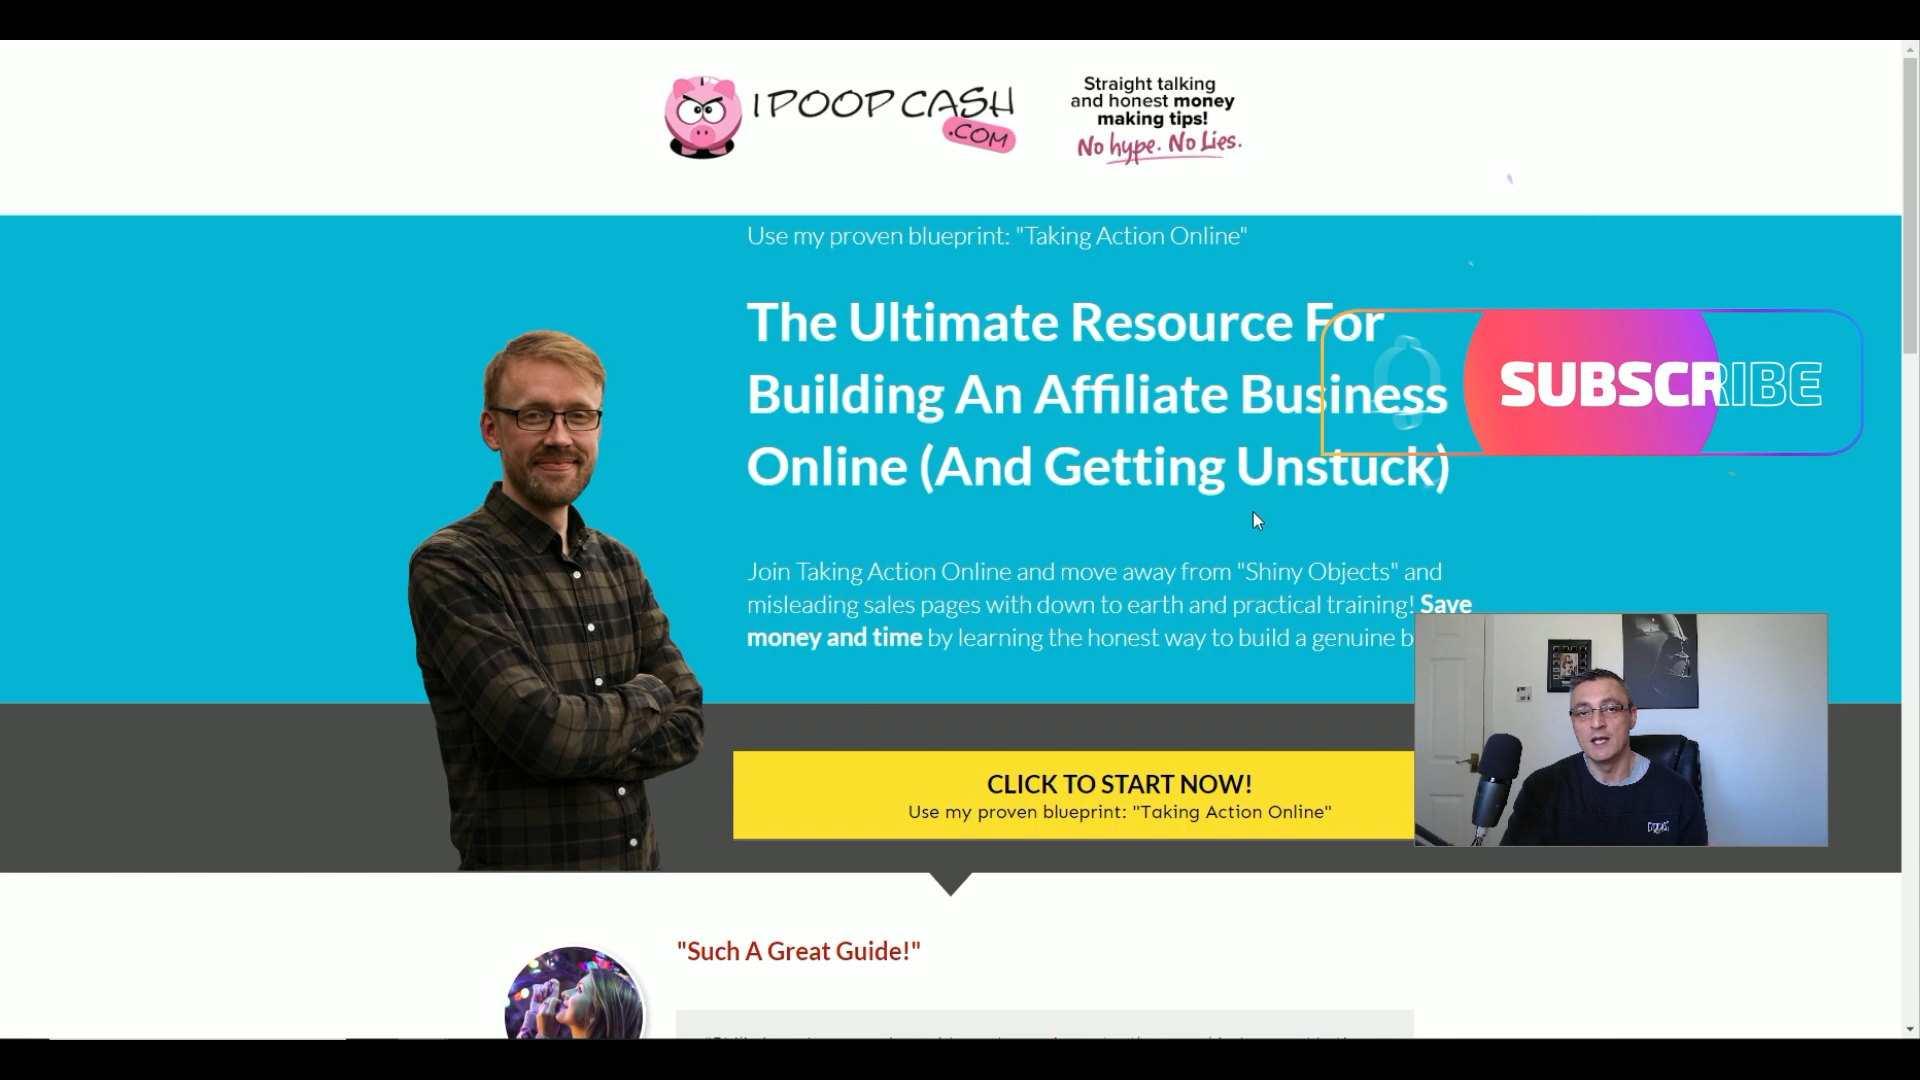 I POOP CASH
.COM
Straight talking
and honest money
making tips!
No hype. No Lies.
Use my proven blueprint: "Taking Action Online"
The Ultimate Resource For
Building An Affiliate Business
Online (And Getting Unstuck)
SUBSCRIBE
Join Taking Action Online and move away from "Shiny Objects" and
misleading sales pages with down to earth and practical training! Save
money and time by learning the honest way to build a genuine
CLICK TO START NOW!
Use my proven blueprint: "Taking Action Online"
"Such A Great Guide!"